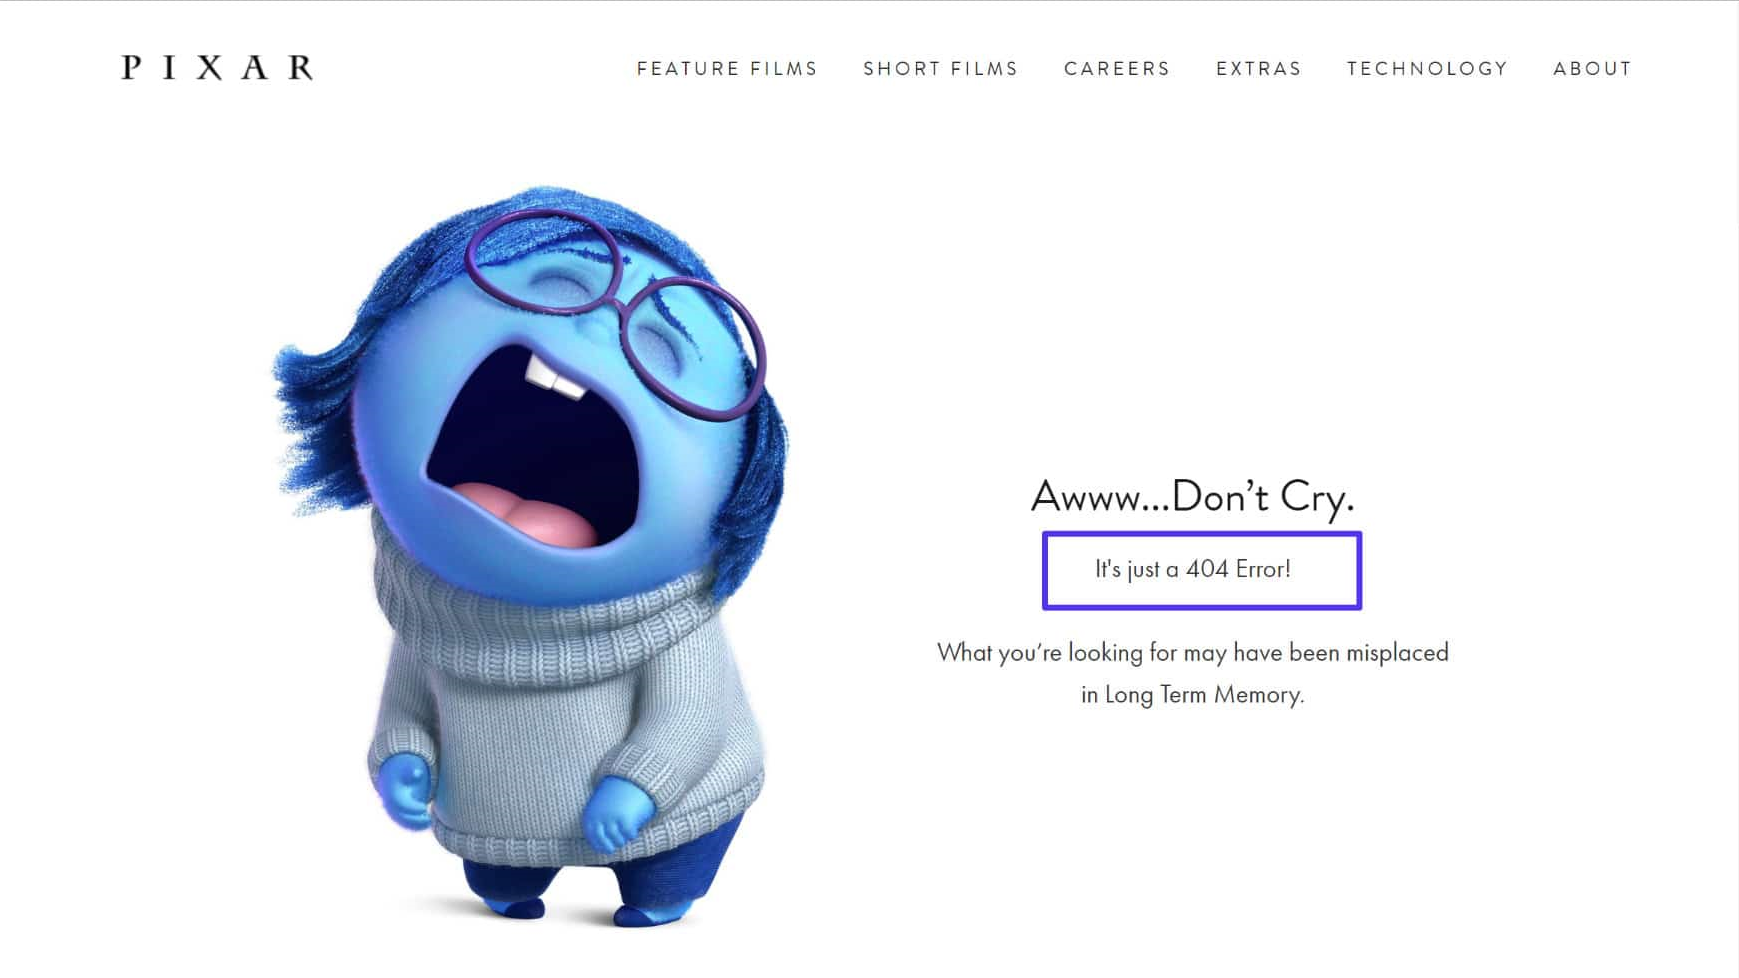 PIXAR
FEATURE FILMS SHORT FILMS CAREERS EXTRAS TECHNOLOGY ABOUT
Awww...Don’t Cry.
It's just a 404 Error!
What you’re looking for may have been misplaced
in Long Term Memory.